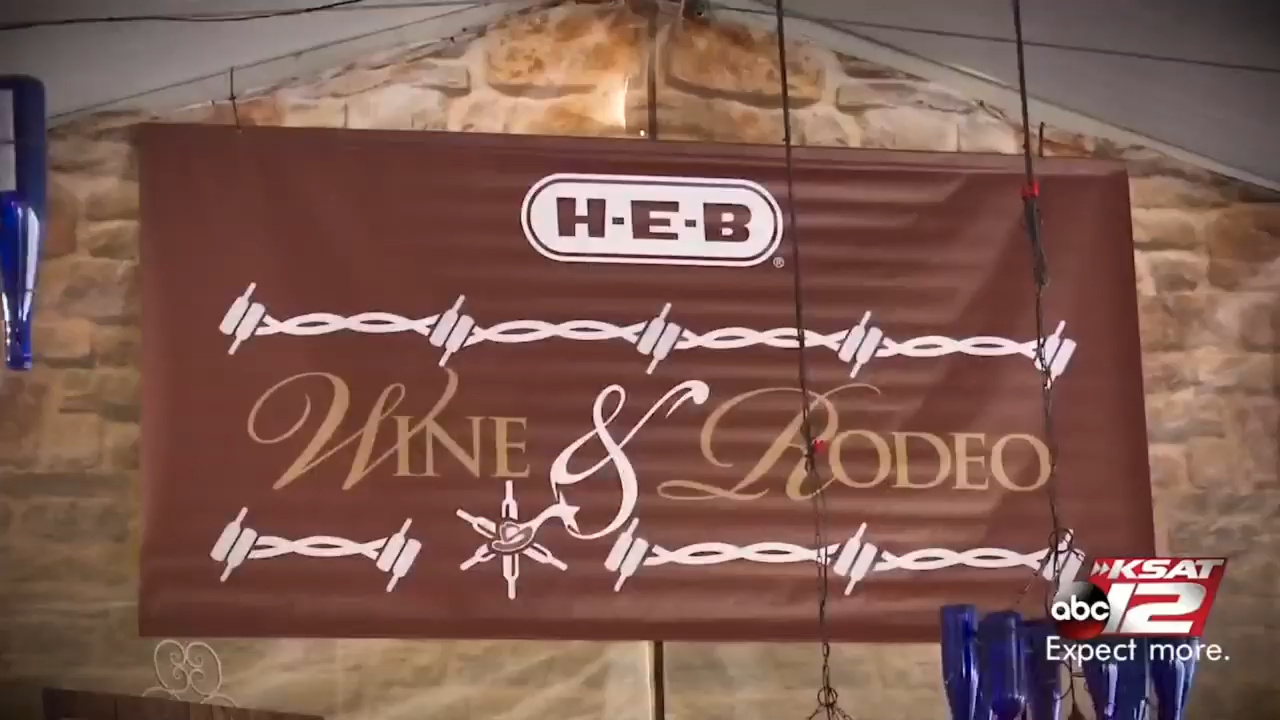 H-E-B
®
WINE & RODEO
»KSAT
abc 12
Expect more.